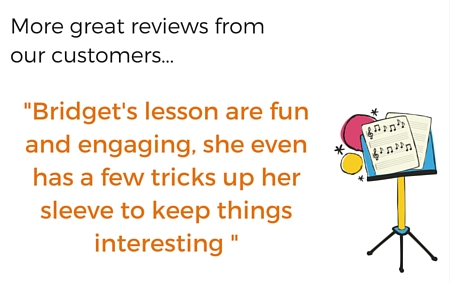 More great reviews from
our customers...
"Bridget's lesson are fun
and engaging, she even
has a few tricks up her
sleeve to keep things
interesting "